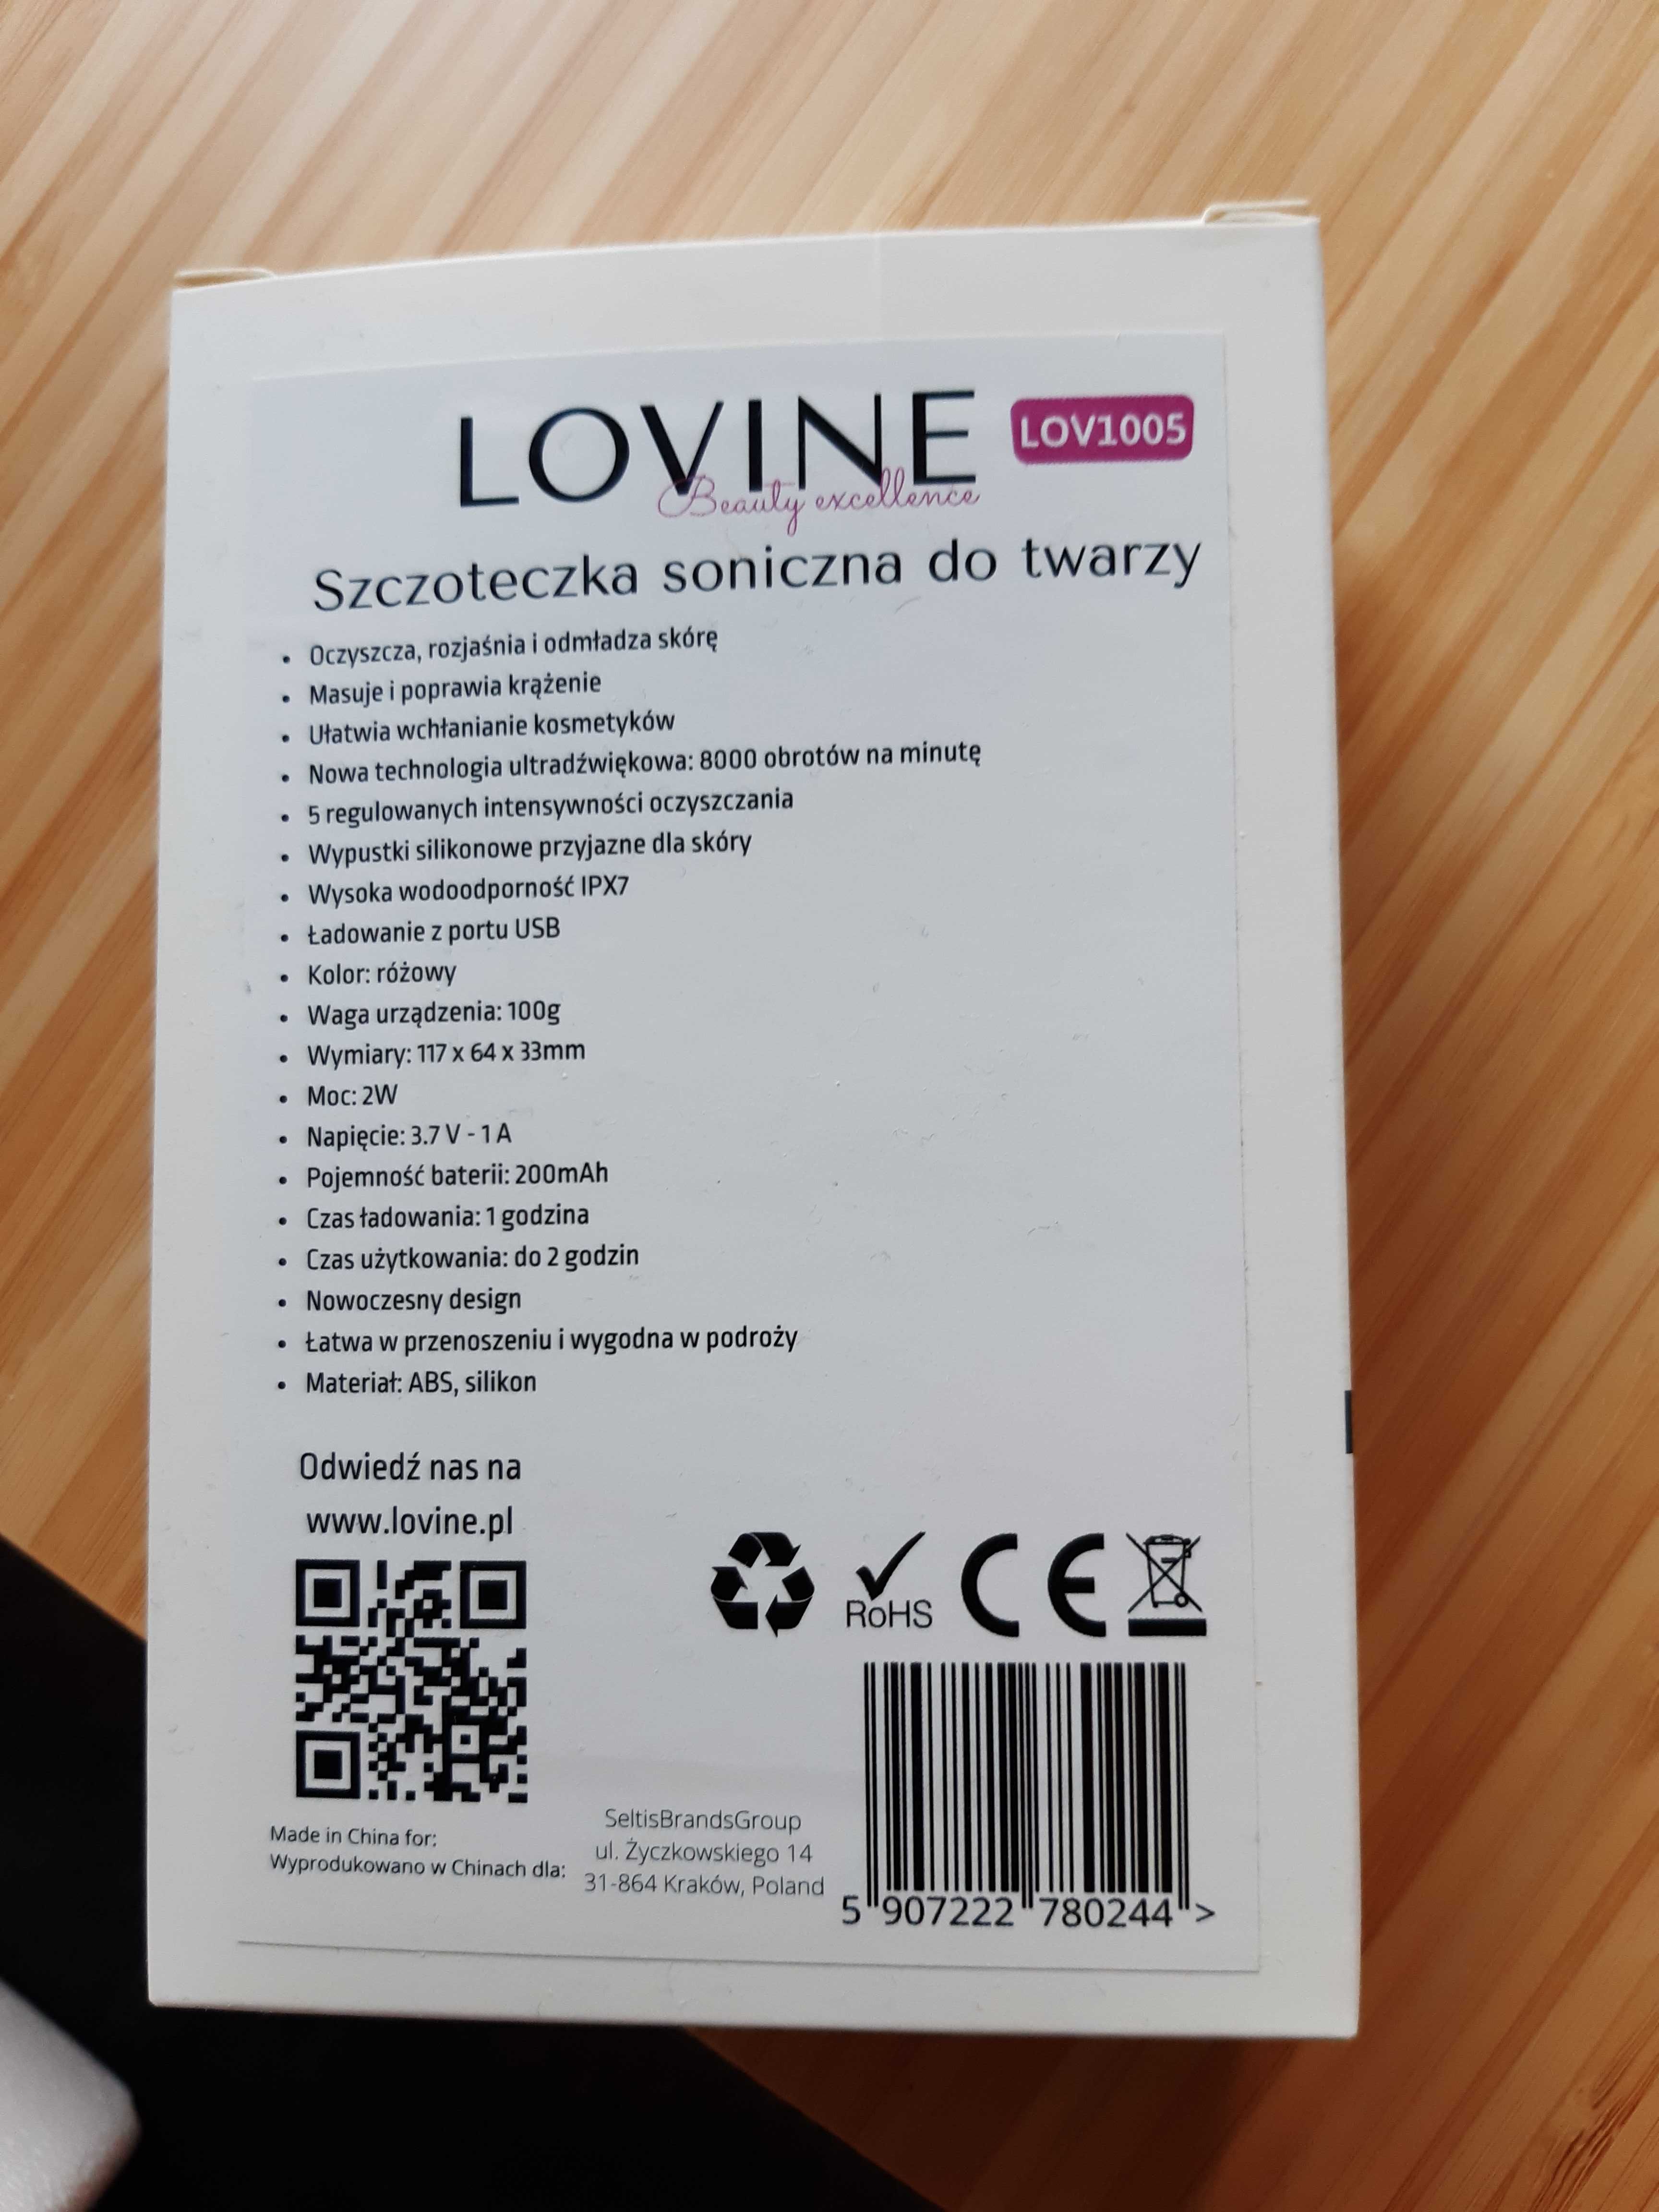 LOVINE LOV1005
Beauty excellence
Szczoteczka soniczna do twarzy
• Oczyszcza, rozjaśnia i odmładza skórę
• Masuje i poprawia krążenie
• Ułatwia wchłanianie kosmetyków
• Nowa technologia ultradźwiękowa: 8000 obrotów na minutę
• 5 regulowanych intensywności oczyszczania
• Wypustki silikonowe przyjazne dla skóry
• Wysoka wodoodporność IPX7
• Ładowanie z portu USB
• Kolor: różowy
• Waga urządzenia: 100g
• Wymiary: 117 x 64 x 33mm
• Moc: 2W
• Napięcie: 3.7 V - 1 A
• Pojemność baterii: 200mAh
• Czas ładowania: 1 godzina
• Czas użytkowania: do 2 godzin
• Nowoczesny design
• Łatwa w przenoszeniu i wygodna w podroży
• Materiał: ABS, silikon
Odwiedź nas na
www.lovine.pl
RoHS CE
Made in China for:
Wyprodukowano w Chinach dla:
SeltisBrandsGroup
ul. Życzkowskiego 14
31-864 Kraków, Poland
5 907222 780244 >